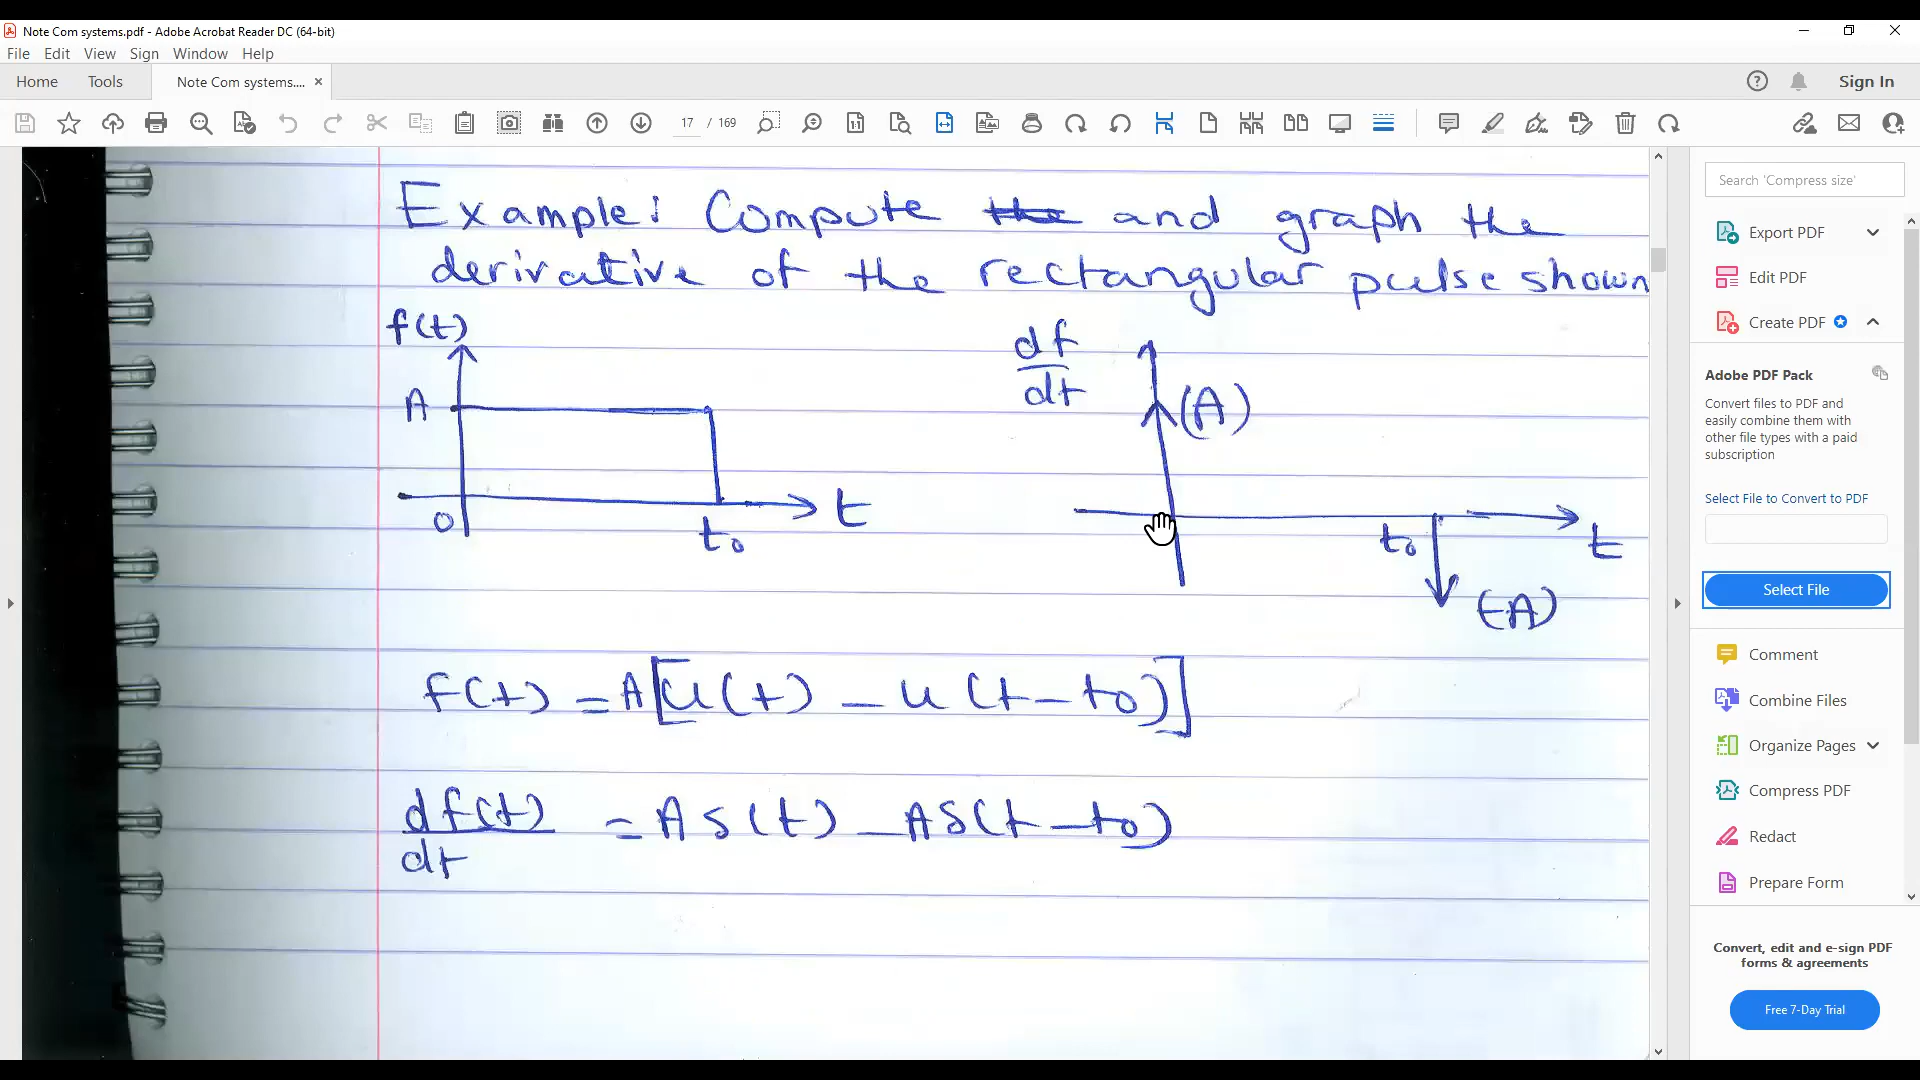 Note Com systems.pdf - Adobe Acrobat Reader DC (64-bit)
File Edit View Sign Window Help
Home Tools Note Com systems.... × Sign In
17 / 169
Example: Compute the and graph the
derivative of the rectangular pulse shown
f(t)
A
0
t₀
t
df
dt
(A)
t₀
t
(-A)
f(t) = A[u(t) - u(t-t₀)]
df(t)
dt
= Aδ(t) - Aδ(t-t₀)
Search 'Compress size'
Export PDF
Edit PDF
Create PDF
Adobe PDF Pack
Convert files to PDF and
easily combine them with
other file types with a paid
subscription
Select File to Convert to PDF
Select File
Comment
Combine Files
Organize Pages
Compress PDF
Redact
Prepare Form
Convert, edit and e-sign PDF
forms & agreements
Free 7-Day Trial